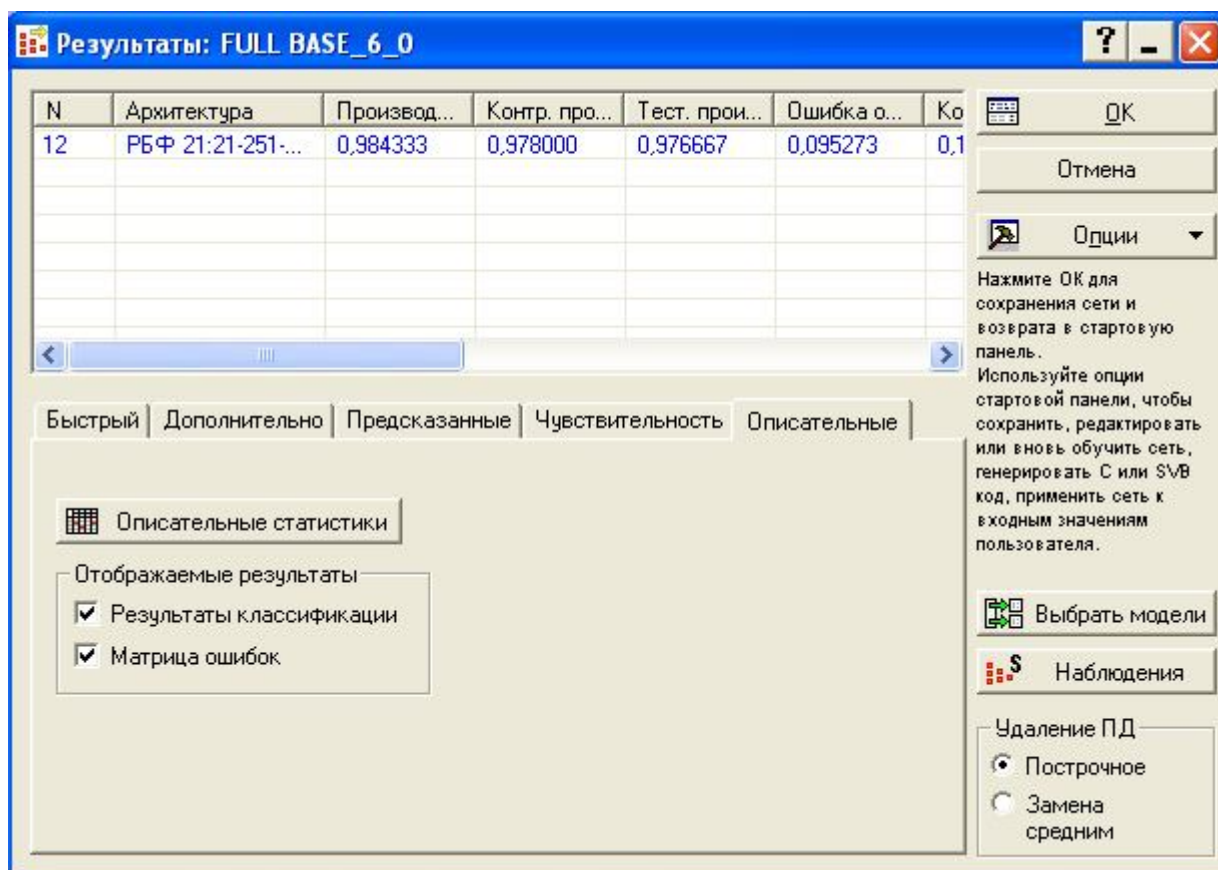 Результаты: FULL BASE_6_0
N Архитектура Производ... Контр. про... Тест. прои... Ошибка о... Ко
12 РБФ 21:21-251-... 0,984333 0,978000 0,976667 0,095273 0,1
OK
Отмена
Опции
Нажмите ОК для
сохранения сети и
возврата в стартовую
панель.
Используйте опции
стартовой панели, чтобы
сохранить, редактировать
или вновь обучить сеть,
генерировать С или SVB
код, применить сеть к
входным значениям
пользователя.
Быстрый Дополнительно Предсказанные Чувствительность Описательные
Описательные статистики
Отображаемые результаты
Результаты классификации
Матрица ошибок
Выбрать модели
Наблюдения
Удаление ПД
Построчное
Замена
средним